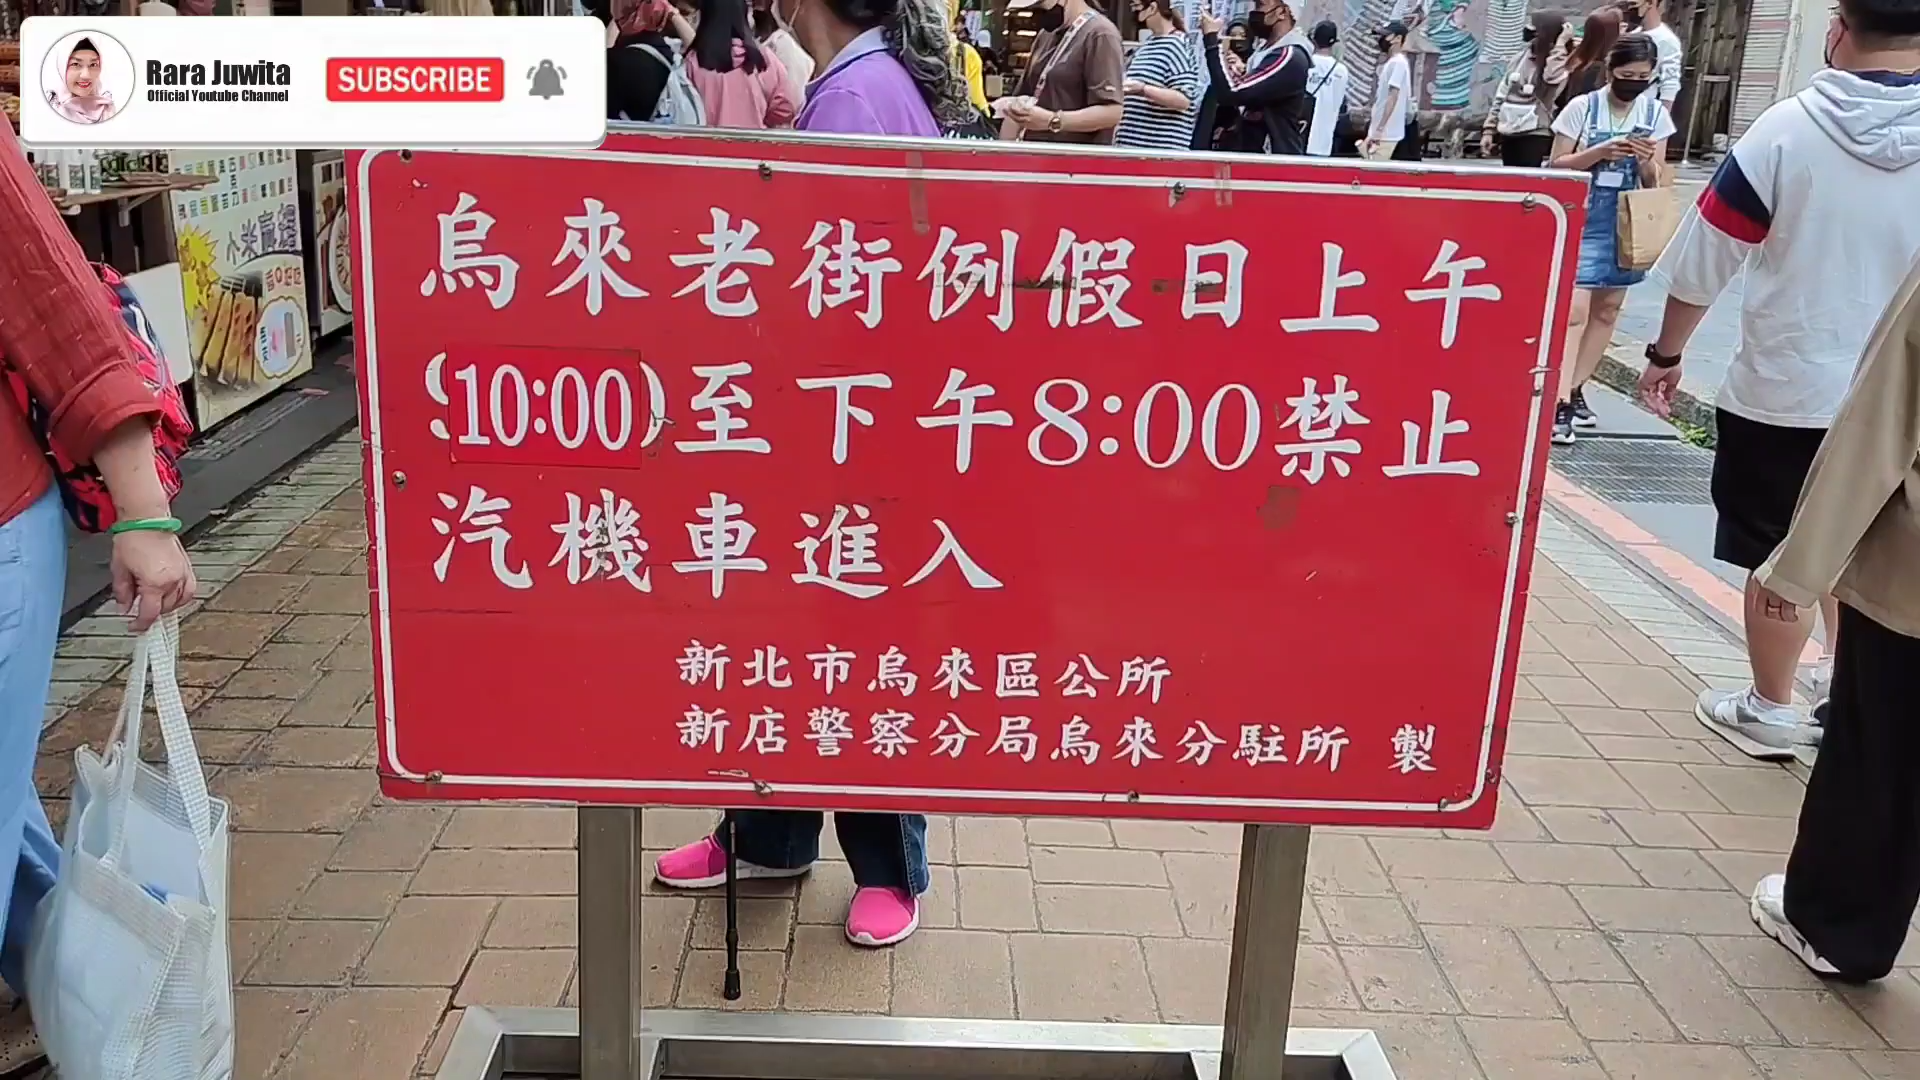 Rara Juwita
Official Youtube Channel
SUBSCRIBE
烏來老街例假日上午
(10:00)至下午8:00禁止
汽機車進入
新北市烏來區公所
新店警察分局烏來分駐所 製